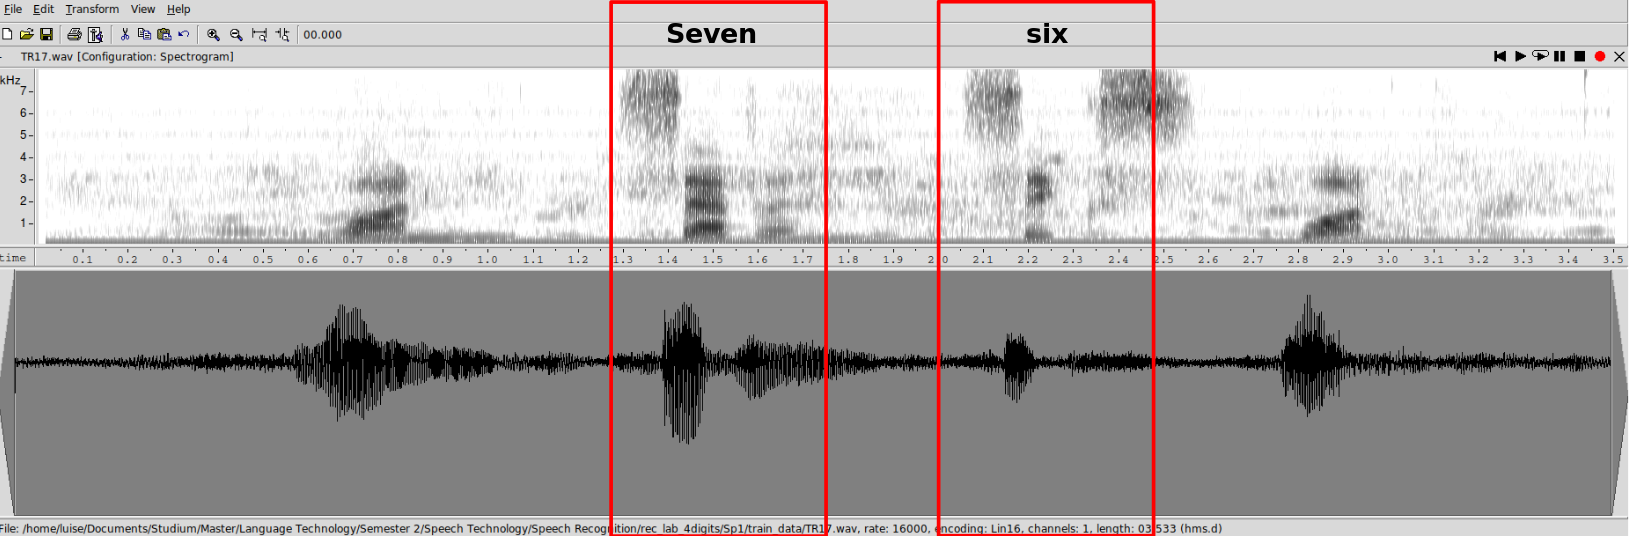 File Edit Transform View Help
Seven six
00.000
TR17.wav [Configuration: Spectrogram]
kHz
7
6
5
4
3
2
1
time 0.1 0.2 0.3 0.4 0.5 0.6 0.7 0.8 0.9 1.0 1.1 1.2 1.3 1.4 1.5 1.6 1.7 1.8 1.9 2.0 2.1 2.2 2.3 2.4 2.5 2.6 2.7 2.8 2.9 3.0 3.1 3.2 3.3 3.4 3.5
File: /home/luise/Documents/Studium/Master/Language Technology/Semester 2/Speech Technology/Speech Recognition/rec_lab_4digits/Sp1/train_data/TR17.wav, rate: 16000, encoding: Lin16, channels: 1, length: 03.533 (hms.d)